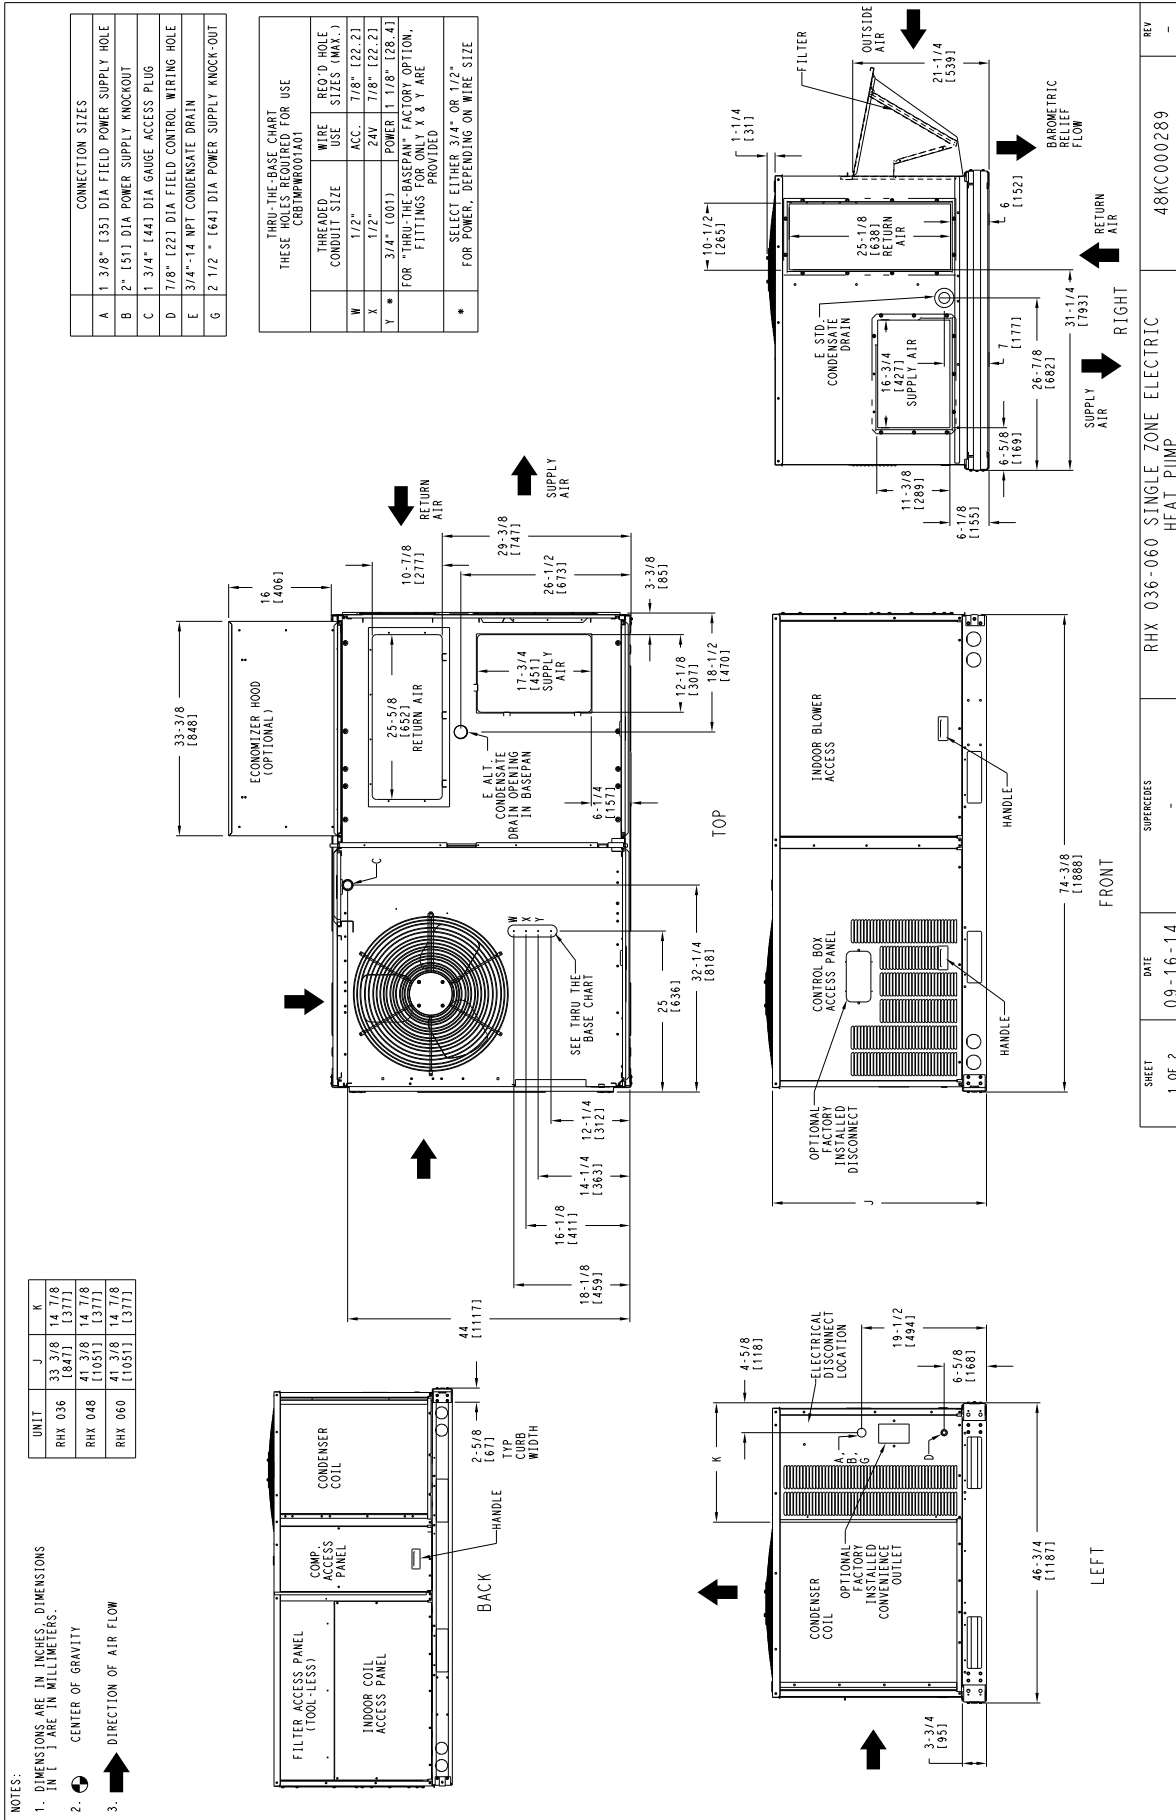 NOTES:
1. DIMENSIONS ARE IN INCHES, DIMENSIONS
IN [ ] ARE IN MILLIMETERS.
2. CENTER OF GRAVITY
3. DIRECTION OF AIR FLOW
UNIT J K
RHX 036 33 3/8 [847] 14 7/8 [377]
RHX 048 41 3/8 [1051] 14 7/8 [377]
RHX 060 41 3/8 [1051] 14 7/8 [377]
CONNECTION SIZES
A 1 3/8" [35] DIA FIELD POWER SUPPLY HOLE
B 2" [51] DIA POWER SUPPLY KNOCKOUT
C 1 3/4" [44] DIA GAUGE ACCESS PLUG
D 7/8" [22] DIA FIELD CONTROL WIRING HOLE
E 3/4"-14 NPT CONDENSATE DRAIN
G 2 1/2 " [64] DIA POWER SUPPLY KNOCK-OUT
THRU-THE-BASE CHART
THESE HOLES REQUIRED FOR USE
CRBTMPWR001A01
THREADED CONDUIT SIZE WIRE USE REQ'D HOLE SIZES (MAX.)
W 1/2" ACC. 7/8" [22.2]
X 1/2" 24V 7/8" [22.2]
Y * 3/4" (001) POWER 1 1/8" [28.4]
FOR "THRU-THE-BASEPAN" FACTORY OPTION,
FITTINGS FOR ONLY X & Y ARE
PROVIDED
* SELECT EITHER 3/4" OR 1/2"
FOR POWER, DEPENDING ON WIRE SIZE
FILTER ACCESS PANEL
(TOOL-LESS)
INDOOR COIL
ACCESS PANEL
COMP.
ACCESS
PANEL
CONDENSER
COIL
HANDLE
2-5/8
[67]
TYP
CURB
WIDTH
BACK
33-3/8
[848]
16
[406]
ECONOMIZER HOOD
(OPTIONAL)
C
W
X
Y
25-5/8
[652]
RETURN AIR
17-3/4
[451]
SUPPLY
AIR
E ALT.
CONDENSATE
DRAIN OPENING
IN BASEPAN
SEE THRU THE
BASE CHART
RETURN
AIR
SUPPLY
AIR
10-7/8
[277]
29-3/8
[747]
26-1/2
[673]
3-3/8
[85]
12-1/8
[307]
18-1/2
[470]
6-1/4
[157]
25
[636]
32-1/4
[818]
12-1/4
[312]
14-1/4
[363]
16-1/8
[411]
18-1/8
[459]
44
[1117]
TOP
CONDENSER
COIL
OPTIONAL
FACTORY
INSTALLED
CONVENIENCE
OUTLET
A,
B,
G
D
ELECTRICAL
DISCONNECT
LOCATION
K
4-5/8
[118]
19-1/2
[494]
6-5/8
[168]
3-3/4
[95]
46-3/4
[1187]
LEFT
OPTIONAL
FACTORY
INSTALLED
DISCONNECT
CONTROL BOX
ACCESS PANEL
INDOOR BLOWER
ACCESS
HANDLE
HANDLE
J
74-3/8
[1888]
FRONT
FILTER
OUTSIDE
AIR
21-1/4
[539]
1-1/4
[31]
BAROMETRIC
RELIEF
FLOW
10-1/2
[265]
25-1/8
[638]
RETURN
AIR
6
[152]
RETURN
AIR
E STD.
CONDENSATE
DRAIN
16-3/4
[427]
SUPPLY AIR
7
[177]
31-1/4
[793]
26-7/8
[682]
6-5/8
[169]
11-3/8
[289]
6-1/8
[155]
SUPPLY
AIR
RIGHT
SHEET
1 OF 2
DATE
09-16-14
SUPERCEDES
-
RHX 036-060 SINGLE ZONE ELECTRIC
HEAT PUMP
48KC000289
REV
-